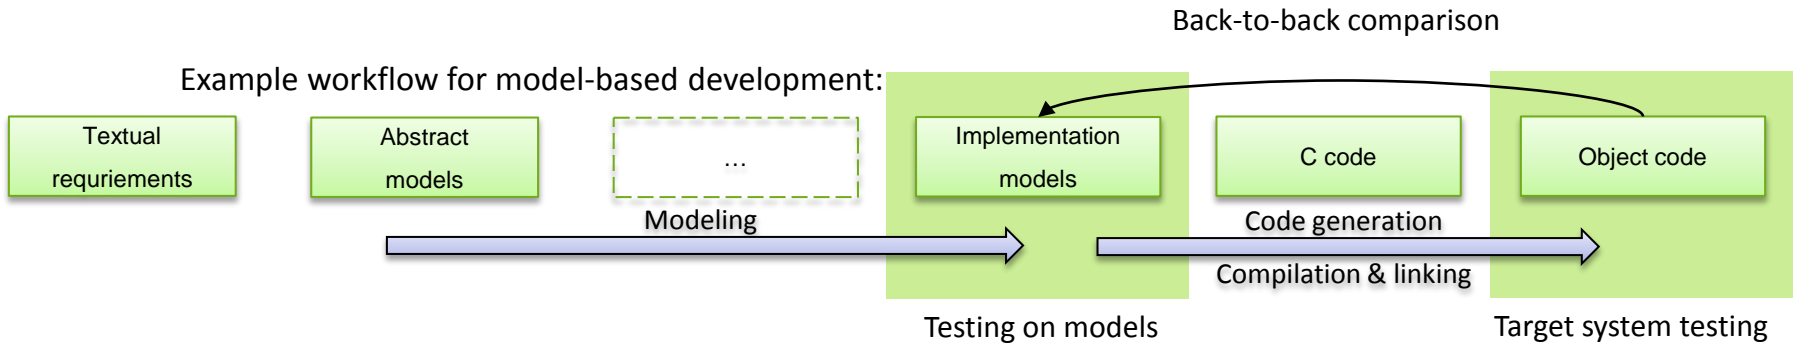 Back-to-back comparison
Example workflow for model-based development:
Textual
requriements
Abstract
models
...
Implementation
models
C code
Object code
Modeling
Code generation
Compilation & linking
Testing on models
Target system testing